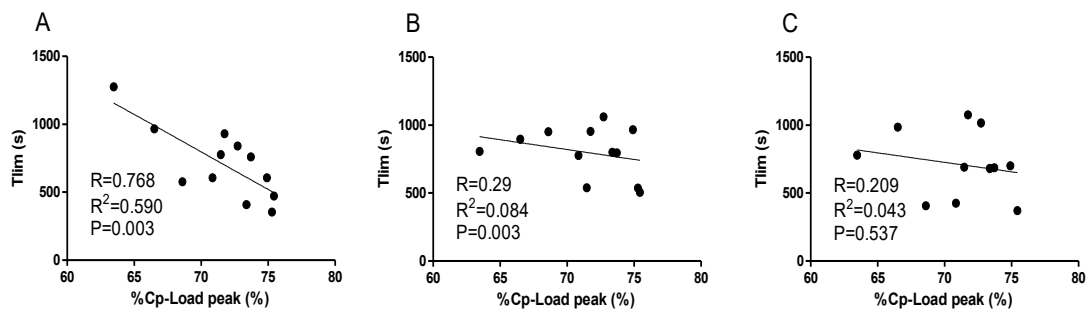 A
Tlim (s)
1500
1000
500
0
R=0.768
R²=0.590
P=0.003
60 65 70 75 80
%Cp-Load peak (%)
B
Tlim (s)
1500
1000
500
0
R=0.29
R²=0.084
P=0.003
60 65 70 75 80
%Cp-Load peak (%)
C
Tlim (s)
1500
1000
500
0
R=0.209
R²=0.043
P=0.537
60 65 70 75 80
%Cp-Load peak (%)